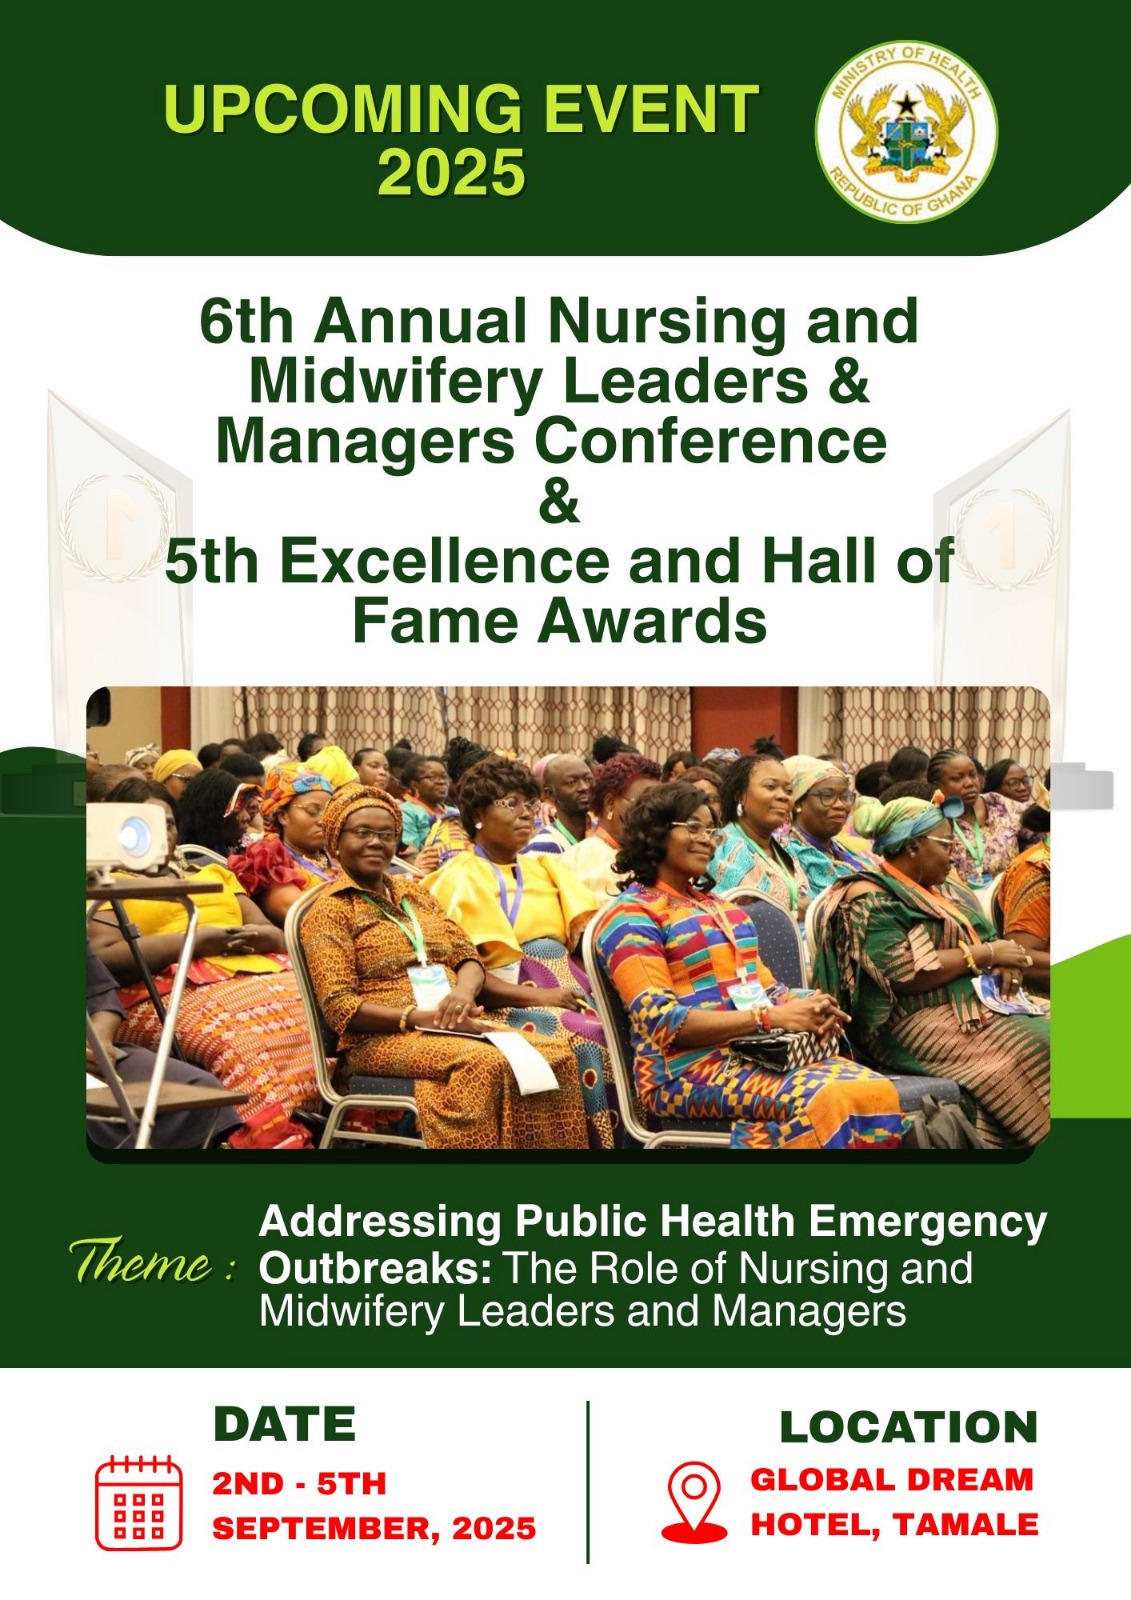 UPCOMING EVENT
2025
MINISTRY OF HEALTH
REPUBLIC OF GHANA
6th Annual Nursing and
Midwifery Leaders &
Managers Conference
&
5th Excellence and Hall of
Fame Awards
1
1
Theme :
Addressing Public Health Emergency
Outbreaks: The Role of Nursing and
Midwifery Leaders and Managers
DATE
2ND - 5TH
SEPTEMBER, 2025
LOCATION
GLOBAL DREAM
HOTEL, TAMALE